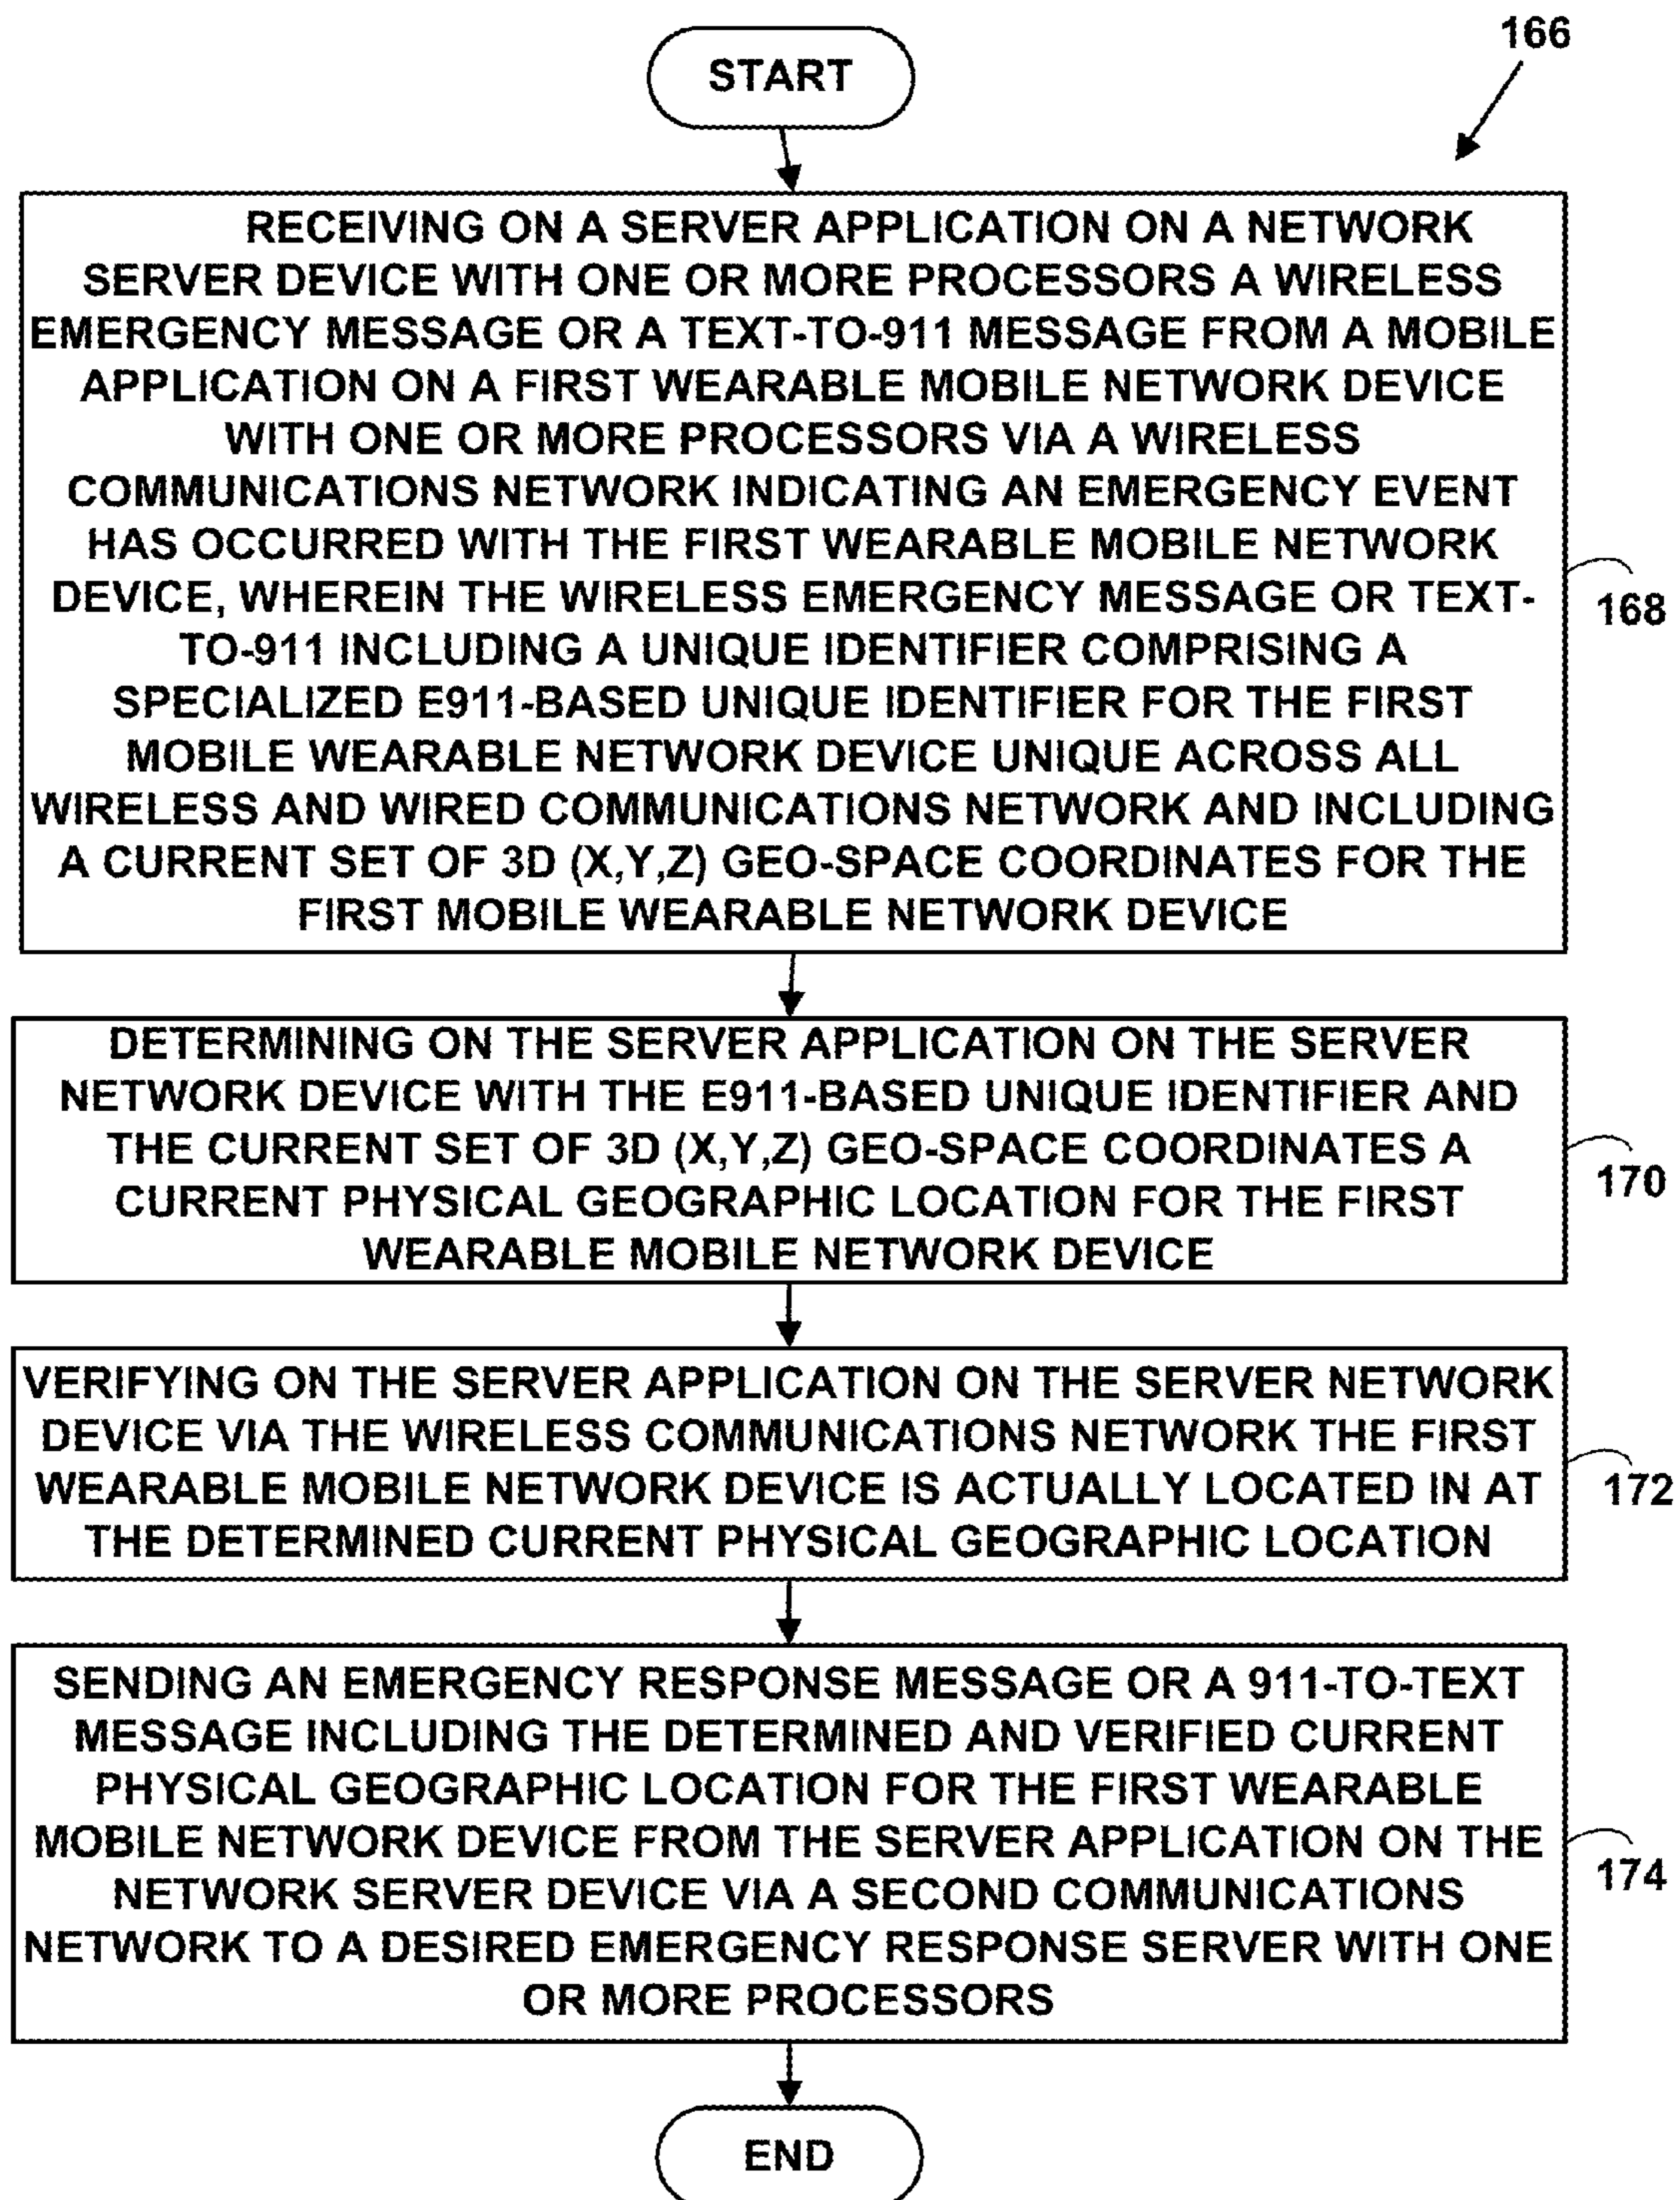 166
START
RECEIVING ON A SERVER APPLICATION ON A NETWORK
SERVER DEVICE WITH ONE OR MORE PROCESSORS A WIRELESS
EMERGENCY MESSAGE OR A TEXT-TO-911 MESSAGE FROM A MOBILE
APPLICATION ON A FIRST WEARABLE MOBILE NETWORK DEVICE
WITH ONE OR MORE PROCESSORS VIA A WIRELESS
COMMUNICATIONS NETWORK INDICATING AN EMERGENCY EVENT
HAS OCCURRED WITH THE FIRST WEARABLE MOBILE NETWORK
DEVICE, WHEREIN THE WIRELESS EMERGENCY MESSAGE OR TEXT-
TO-911 INCLUDING A UNIQUE IDENTIFIER COMPRISING A
SPECIALIZED E911-BASED UNIQUE IDENTIFIER FOR THE FIRST
MOBILE WEARABLE NETWORK DEVICE UNIQUE ACROSS ALL
WIRELESS AND WIRED COMMUNICATIONS NETWORK AND INCLUDING
A CURRENT SET OF 3D (X,Y,Z) GEO-SPACE COORDINATES FOR THE
FIRST MOBILE WEARABLE NETWORK DEVICE
168
DETERMINING ON THE SERVER APPLICATION ON THE SERVER
NETWORK DEVICE WITH THE E911-BASED UNIQUE IDENTIFIER AND
THE CURRENT SET OF 3D (X,Y,Z) GEO-SPACE COORDINATES A
CURRENT PHYSICAL GEOGRAPHIC LOCATION FOR THE FIRST
WEARABLE MOBILE NETWORK DEVICE
170
VERIFYING ON THE SERVER APPLICATION ON THE SERVER NETWORK
DEVICE VIA THE WIRELESS COMMUNICATIONS NETWORK THE FIRST
WEARABLE MOBILE NETWORK DEVICE IS ACTUALLY LOCATED IN AT
THE DETERMINED CURRENT PHYSICAL GEOGRAPHIC LOCATION
172
SENDING AN EMERGENCY RESPONSE MESSAGE OR A 911-TO-TEXT
MESSAGE INCLUDING THE DETERMINED AND VERIFIED CURRENT
PHYSICAL GEOGRAPHIC LOCATION FOR THE FIRST WEARABLE
MOBILE NETWORK DEVICE FROM THE SERVER APPLICATION ON THE
NETWORK SERVER DEVICE VIA A SECOND COMMUNICATIONS
NETWORK TO A DESIRED EMERGENCY RESPONSE SERVER WITH ONE
OR MORE PROCESSORS
174
END